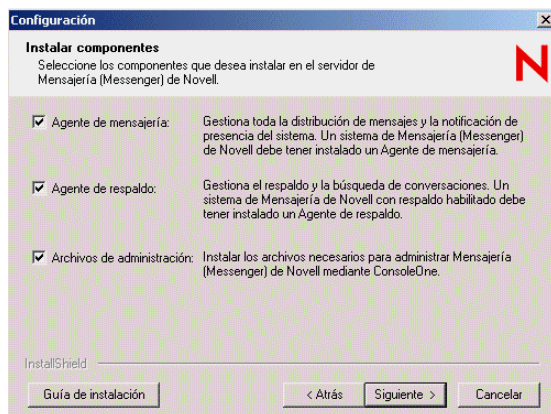 Configuración
Instalar componentes
Seleccione los componentes que desea instalar en el servidor de
Mensajería (Messenger) de Novell.
N
Agente de mensajería:
Gestiona toda la distribución de mensajes y la notificación de
presencia del sistema. Un sistema de Mensajería (Messenger)
de Novell debe tener instalado un Agente de mensajería.
Agente de respaldo:
Gestiona el respaldo y la búsqueda de conversaciones. Un
sistema de Mensajería de Novell con respaldo habilitado debe
tener instalado un Agente de respaldo.
Archivos de administración:
Instalar los archivos necesarios para administrar Mensajería
(Messenger) de Novell mediante ConsoleOne.
InstallShield
Guía de instalación
< Atrás
Siguiente >
Cancelar